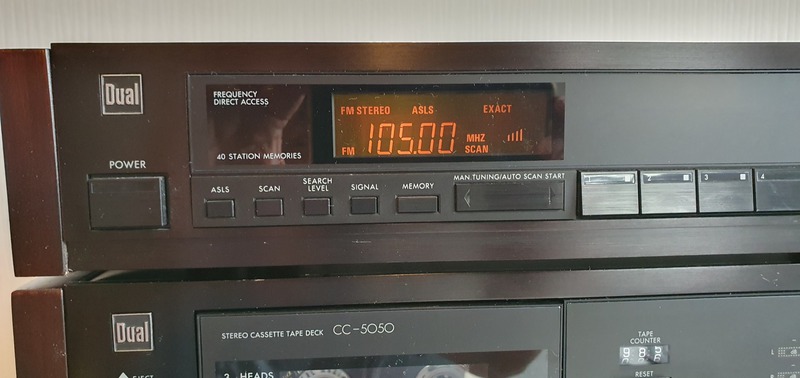 Dual
FREQUENCY
DIRECT ACCESS
40 STATION MEMORIES
FM STEREO ASLS EXACT
FM 105.00 MHZ
SCAN
POWER
ASLS
SCAN
SEARCH
LEVEL
SIGNAL
MEMORY
MAN.TUNING/AUTO SCAN START
1
2
3
4
Dual
STEREO CASSETTE TAPE DECK CC-5050
TAPE
COUNTER
98
RESET
EJECT
HEADS
L